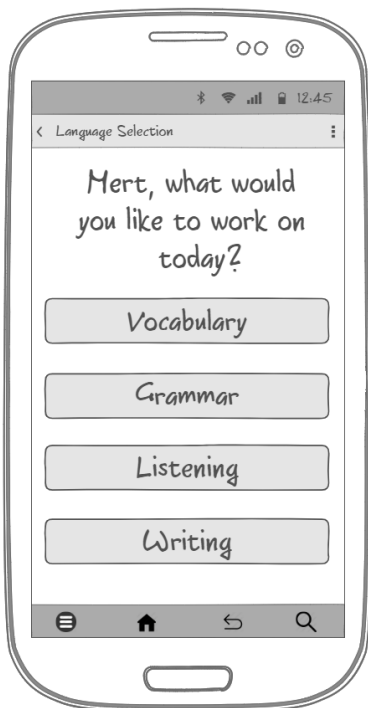 12:45
< Language Selection
Mert, what would
you like to work on
today?
Vocabulary
Grammar
Listening
Writing